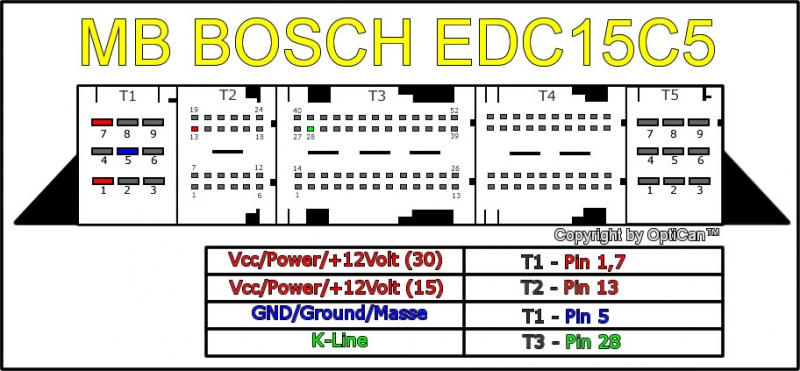 MB BOSCH EDC15C5
T1 T2 T3 T4 T5
19 24 40 52
7 8 9 13 18 27 28 39 7 8 9
4 5 6 4 5 6
7 12 14 26
1 2 3 1 6 1 13 1 2 3
Copyright by OptiCan™
Vcc/Power/+12Volt (30) T1 - Pin 1,7
Vcc/Power/+12Volt (15) T2 - Pin 13
GND/Ground/Masse T1 - Pin 5
K-Line T3 - Pin 28